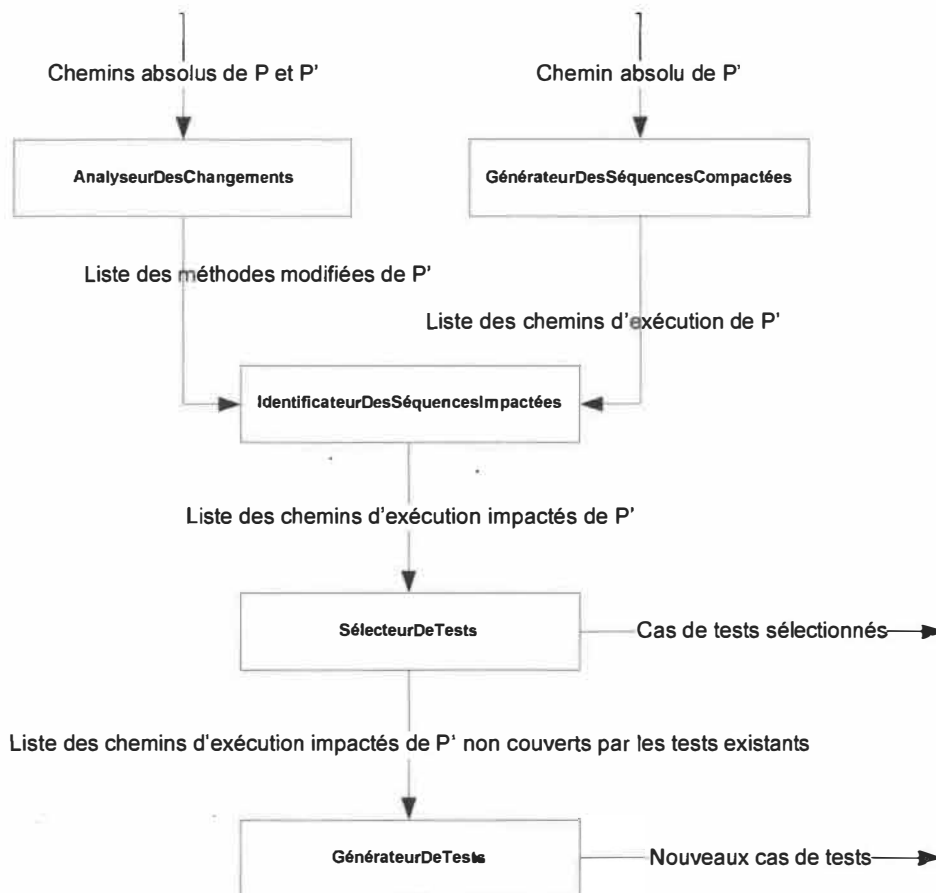 Chemins absolus de P et P'
Chemin absolu de P'
AnalyseurDesChangements
GénérateurDesSéquencesCompactées
Liste des méthodes modifiées de P'
Liste des chemins d'exécution de P'
IdentificateurDesSéquencesImpactées
Liste des chemins d'exécution impactés de P'
SélecteurDeTests
Cas de tests sélectionnés
Liste des chemins d'exécution impactés de P' non couverts par les tests existants
GénérateurDeTests
Nouveaux cas de tests